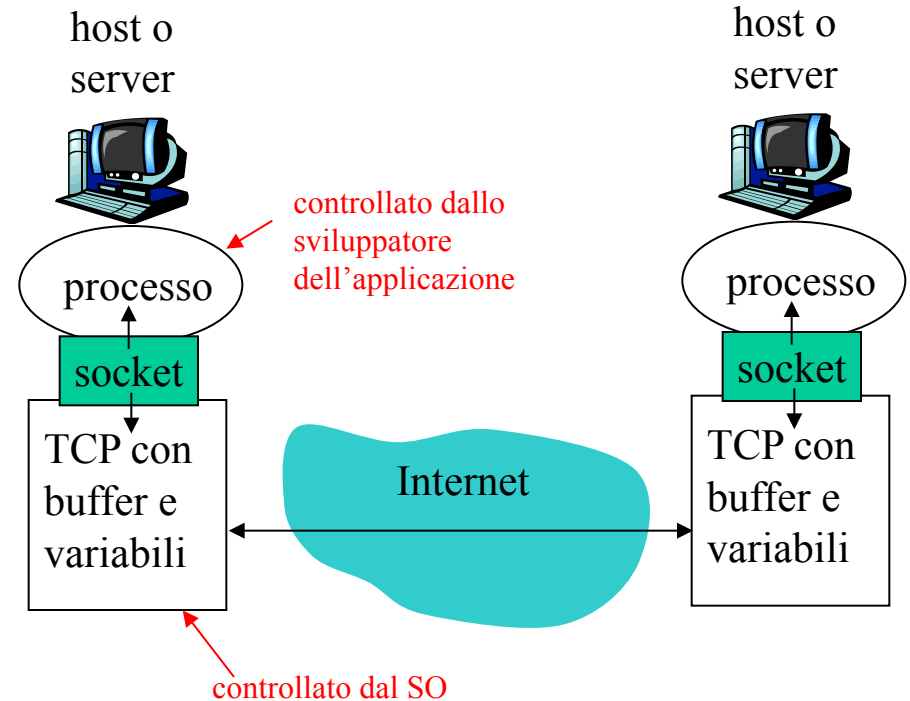 host o
server
host o
server
controllato dallo
sviluppatore
dell’applicazione
processo
processo
socket
socket
TCP con
buffer e
variabili
Internet
TCP con
buffer e
variabili
controllato dal SO